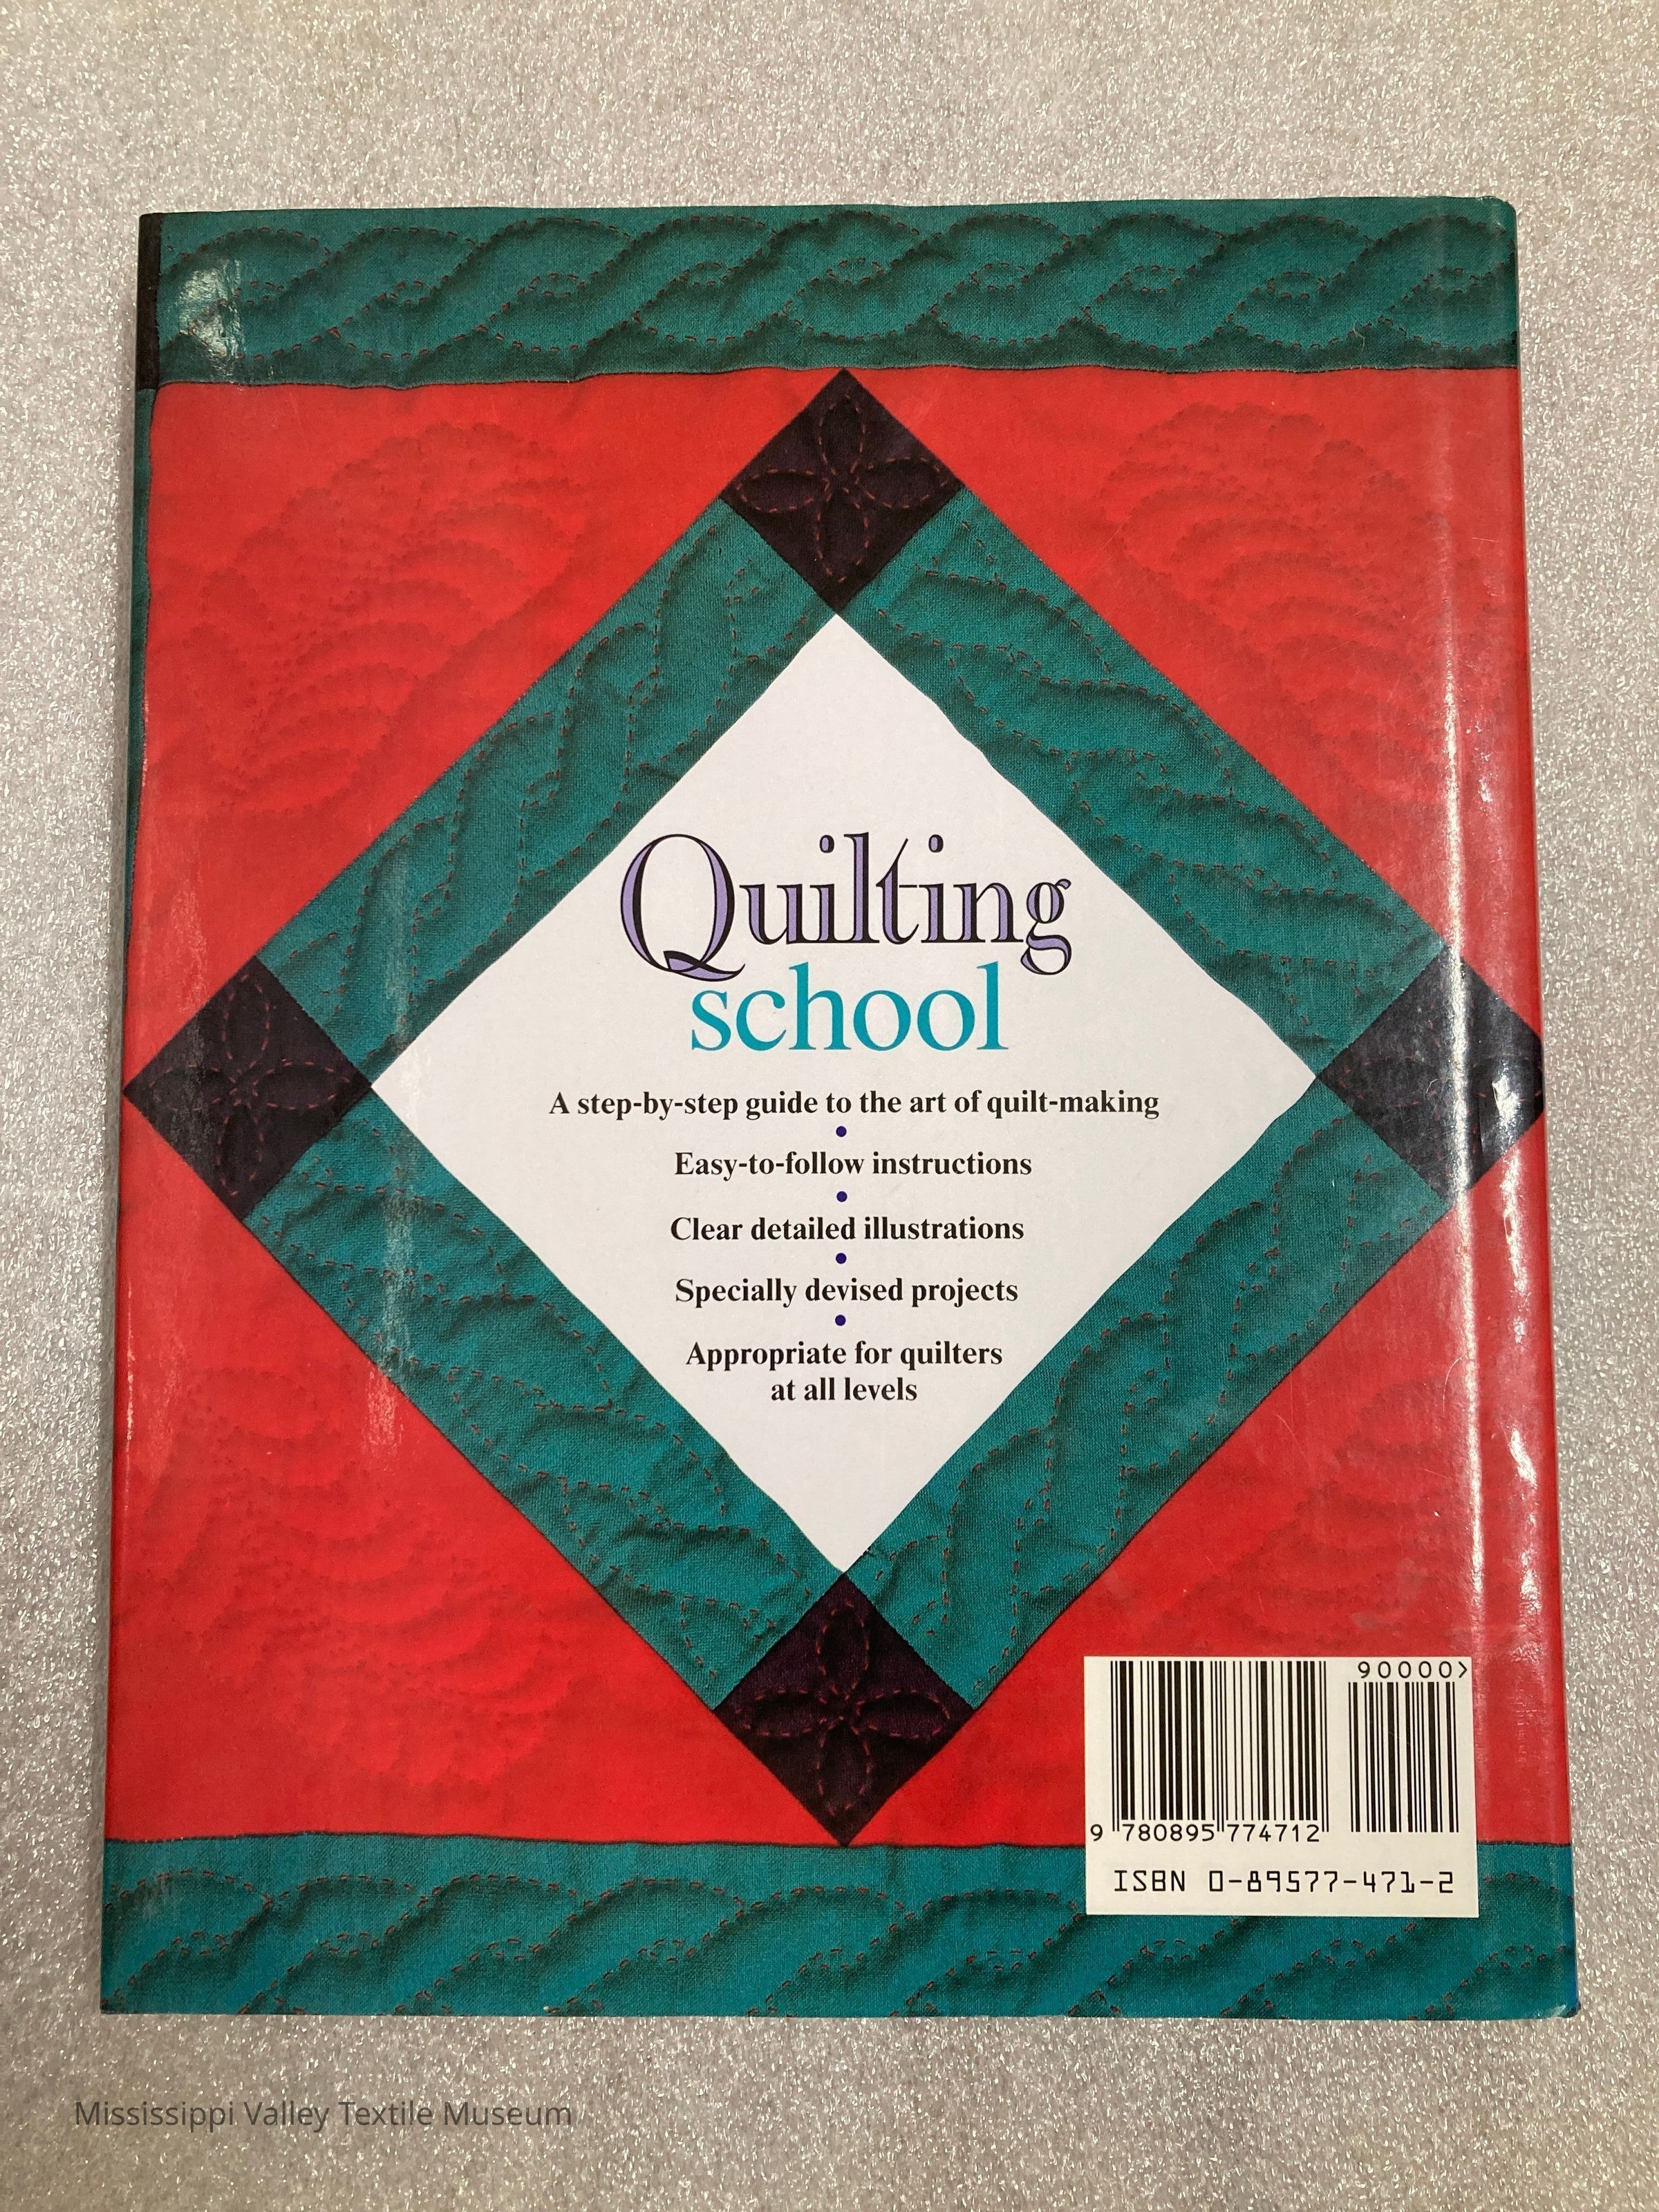 Quilting
school
A step-by-step guide to the art of quilt-making
•
Easy-to-follow instructions
•
Clear detailed illustrations
•
Specially devised projects
•
Appropriate for quilters
at all levels
90000>
9 780895 774712
ISBN 0-89577-471-2
Mississippi Valley Textile Museum